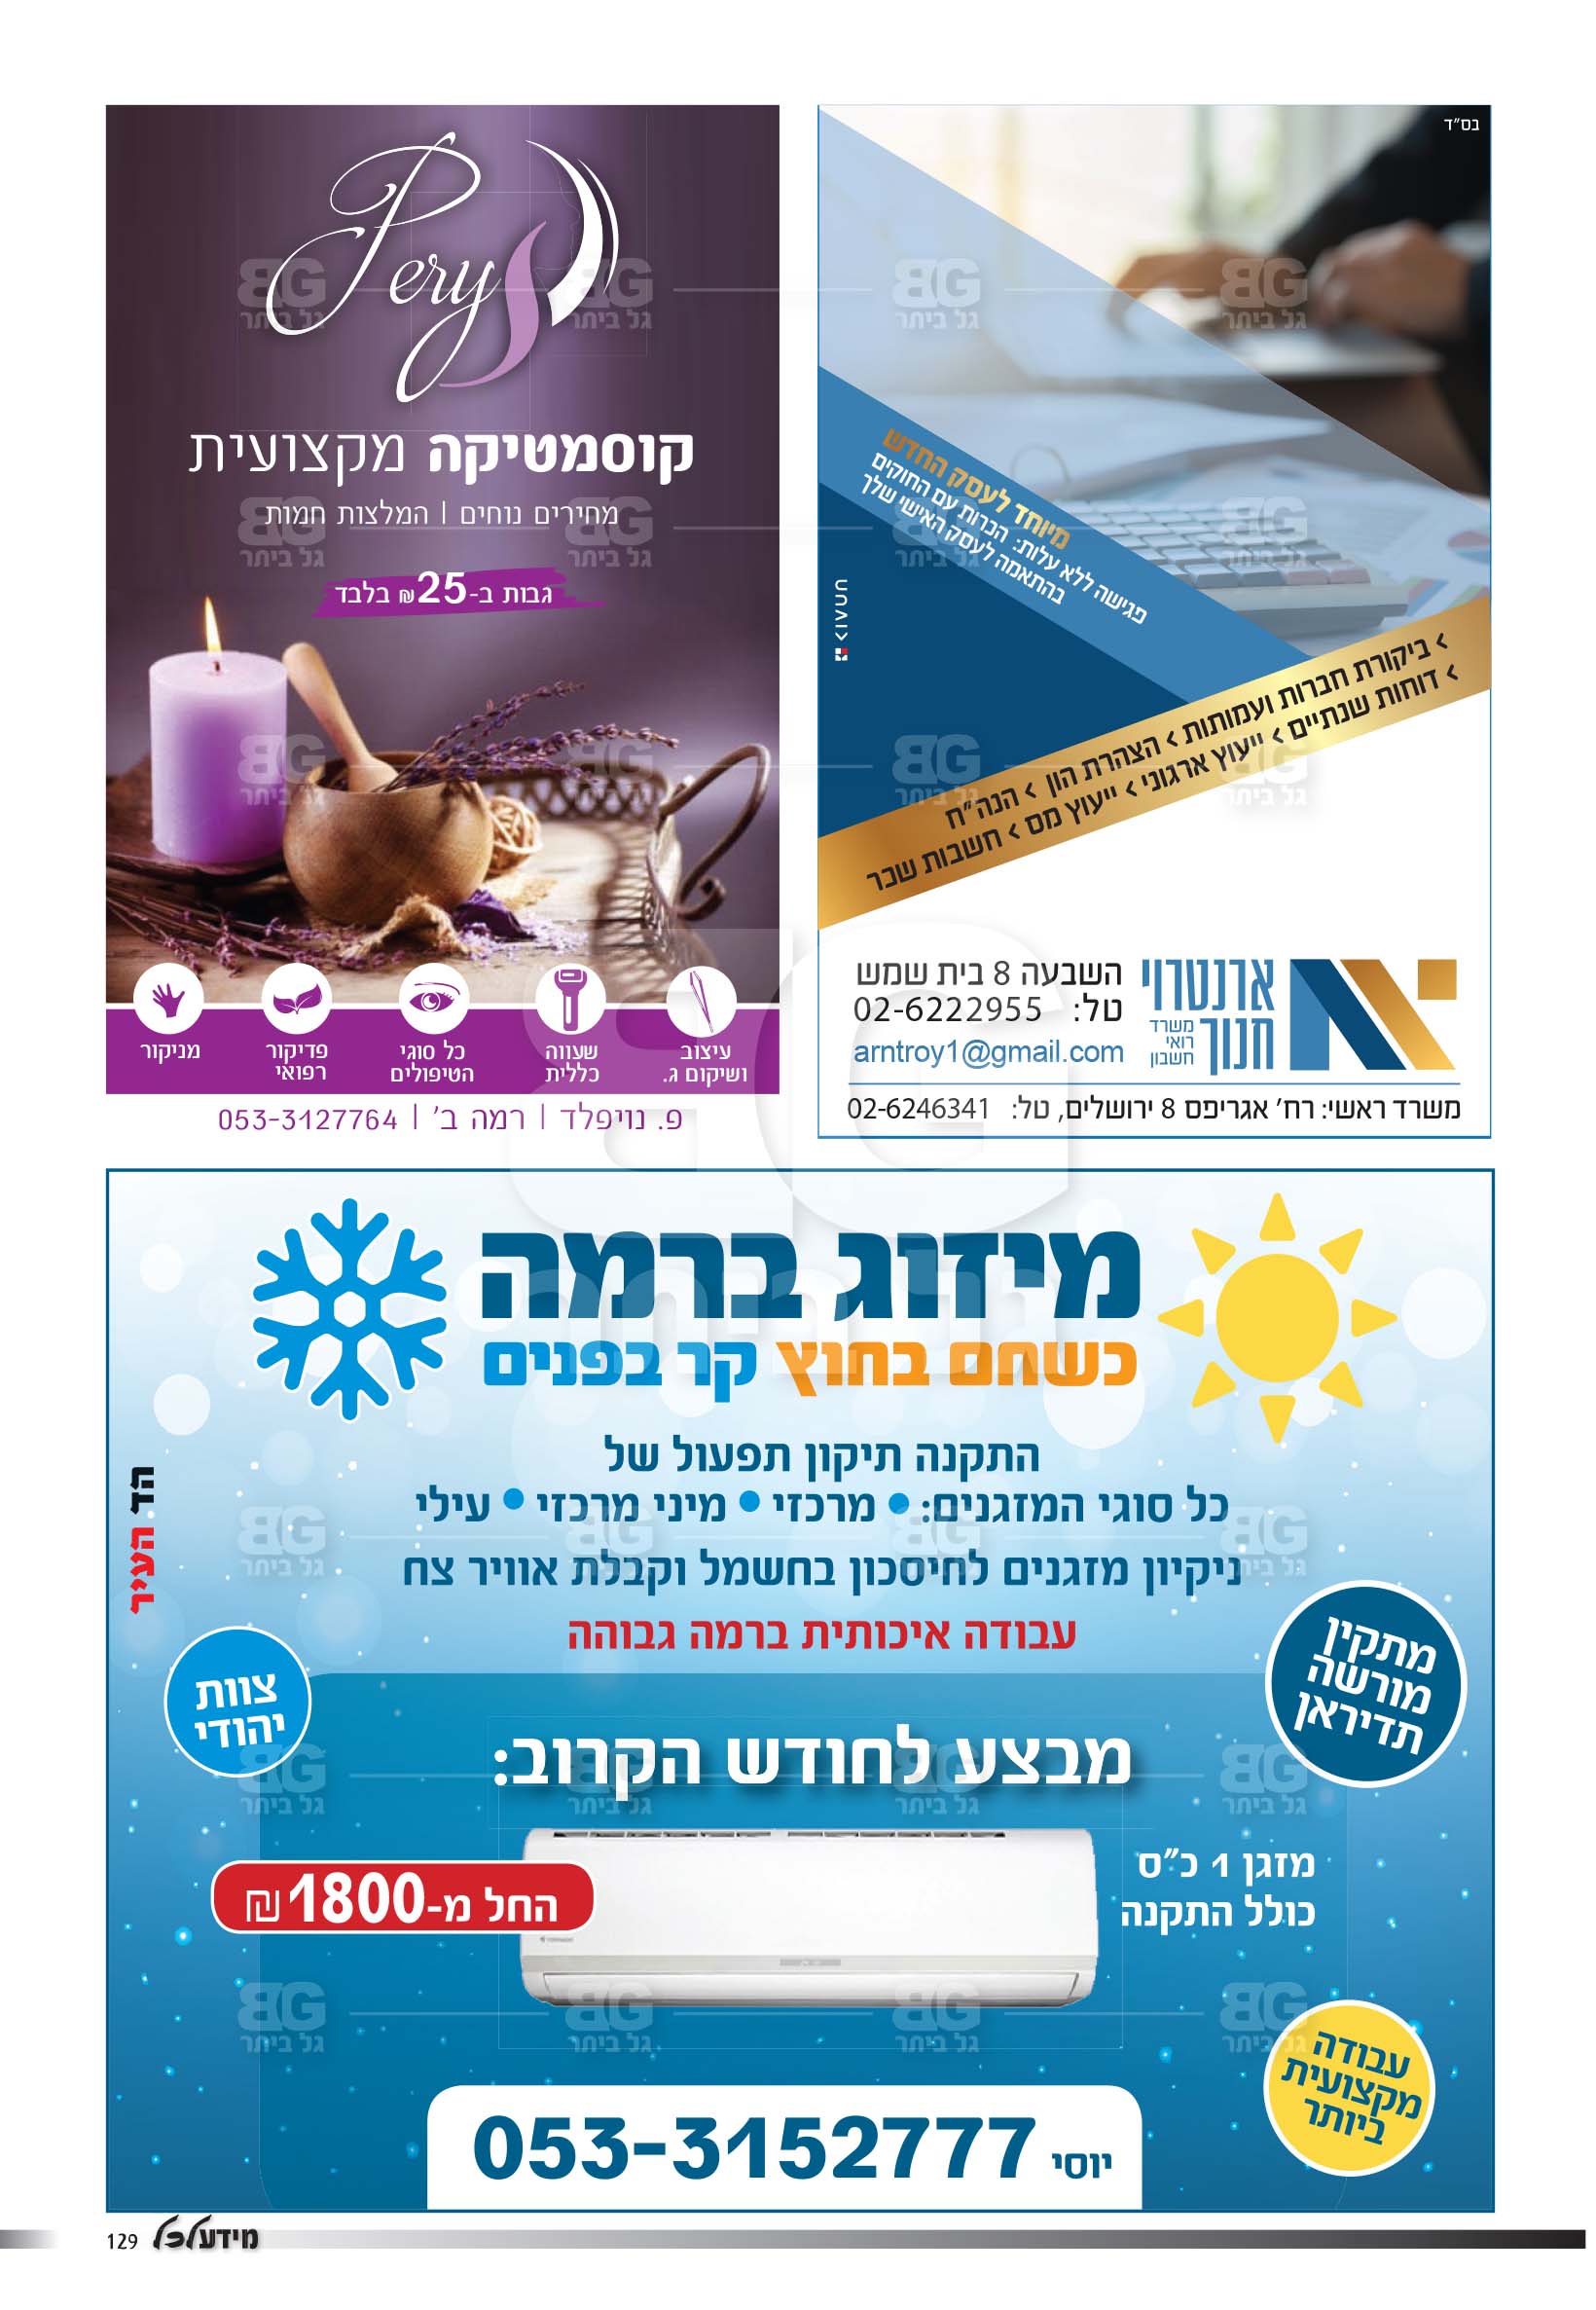 בס"ד
מיוחד לעסק החדש
פגישה ללא עלות: הכרות עם החוקים
בהתאמה לעסק האישי שלך
KIVUN
> ביקורת חברות ועמותות > הצהרת הון > הנה"ח
> דוחות שנתיים > ייעוץ ארגוני > ייעוץ מס > חשבות שכר
ארנטרוי
חנוך
משרד
רואי
חשבון
השבעה 8 בית שמש
טל: 02-6222955
arntroy1@gmail.com
משרד ראשי: רח' אגריפס 8 ירושלים, טל: 02-6246341
Pery
קוסמטיקה מקצועית
מחירים נוחים | המלצות חמות
גבות ב-25₪ בלבד
עיצוב
ושיקום ג.
שעווה
כללית
כל סוגי
הטיפולים
פדיקור
רפואי
מניקור
פ. נויפלד | רמה ב' | 053-3127764
מיזוג ברמה
כשחם בחוץ קר בפנים
התקנה תיקון תפעול של
כל סוגי המזגנים: • מרכזי • מיני מרכזי • עילי
ניקיון מזגנים לחיסכון בחשמל וקבלת אוויר צח
עבודה איכותית ברמה גבוהה
הד העיר
מתקין
מורשה
תדיראן
צוות
יהודי
מבצע לחודש הקרוב:
מזגן 1 כ"ס
כולל התקנה
החל מ-1800₪
TORNADO
עבודה
מקצועית
ביותר
יוסי 053-3152777
מידע לכל 129
BG
גל ביתר